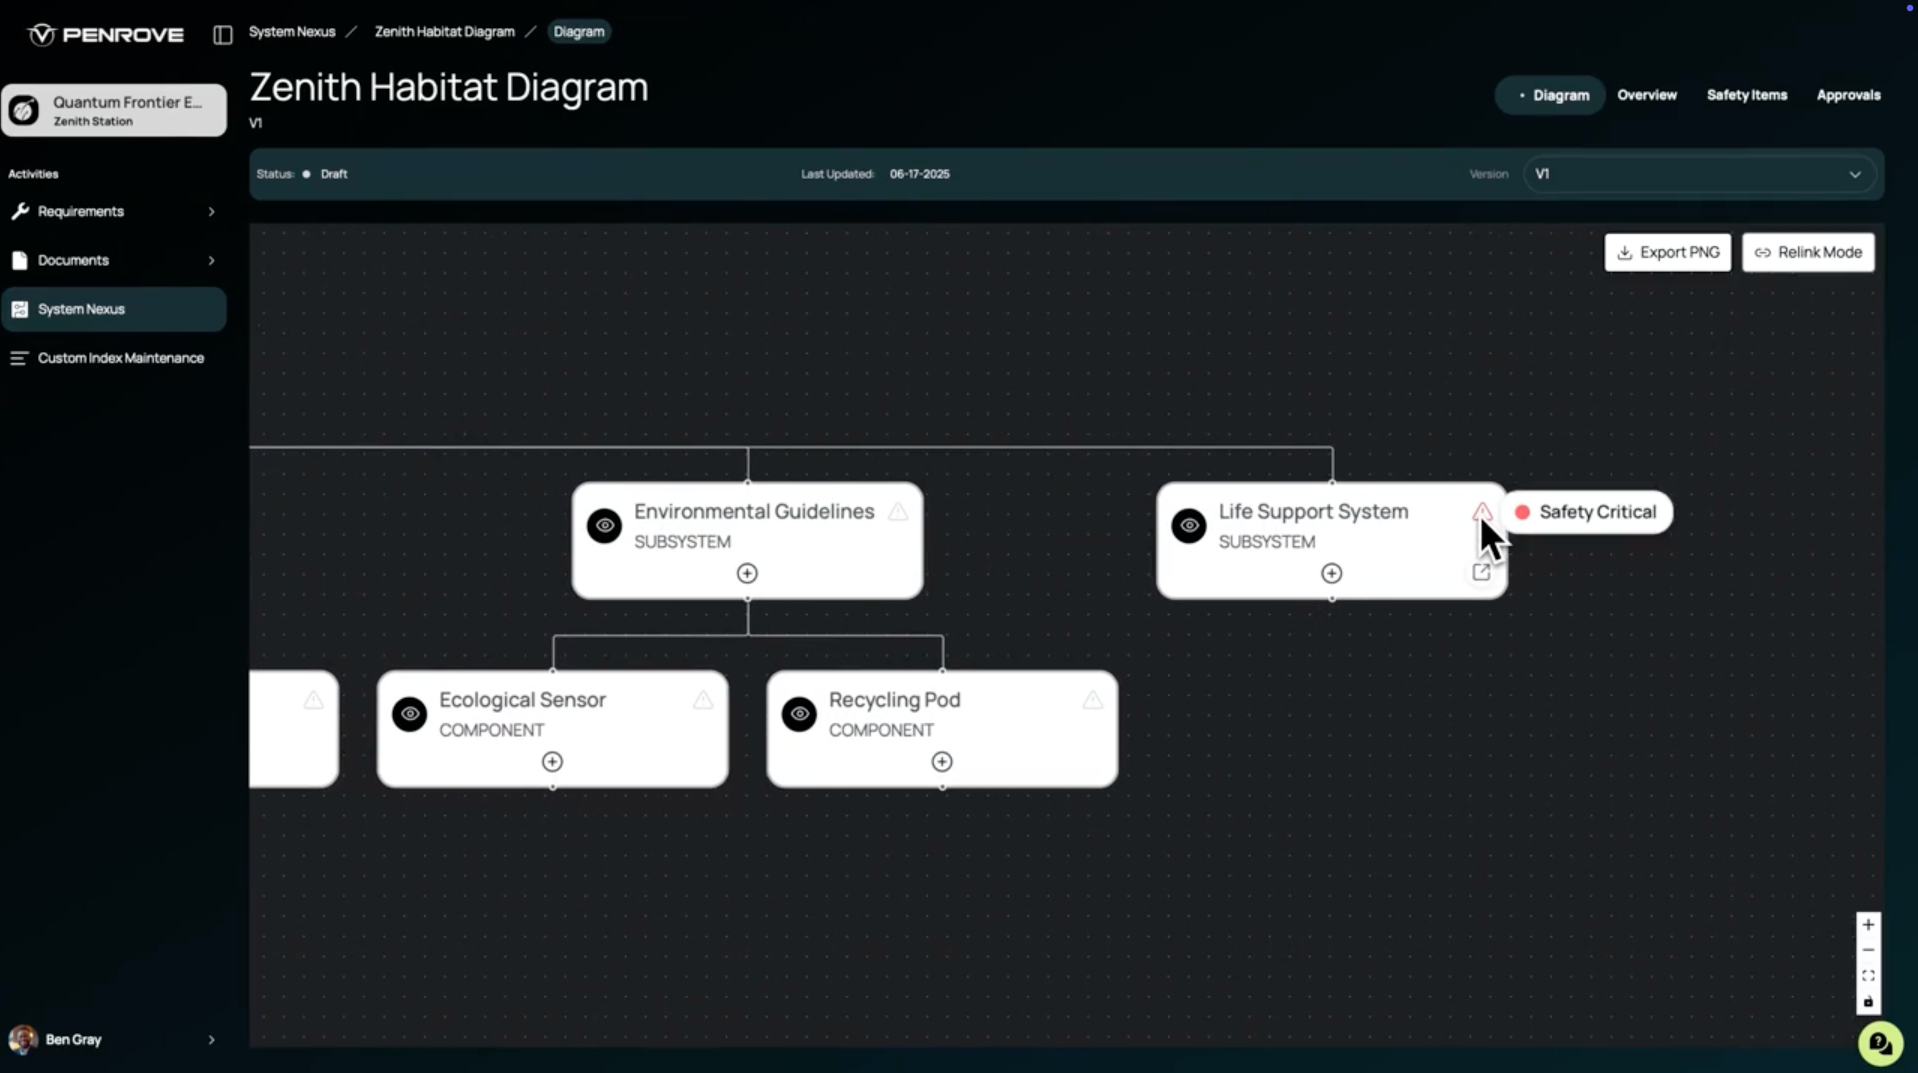 PENROVE
System Nexus / Zenith Habitat Diagram / Diagram
Quantum Frontier E...
Zenith Station
Zenith Habitat Diagram
V1
Diagram
Overview
Safety Items
Approvals
Activities
Requirements
Documents
System Nexus
Custom Index Maintenance
Status: Draft
Last Updated: 06-17-2025
Version V1
Export PNG
Relink Mode
Environmental Guidelines
SUBSYSTEM
Life Support System
SUBSYSTEM
Safety Critical
Ecological Sensor
COMPONENT
Recycling Pod
COMPONENT
Ben Gray